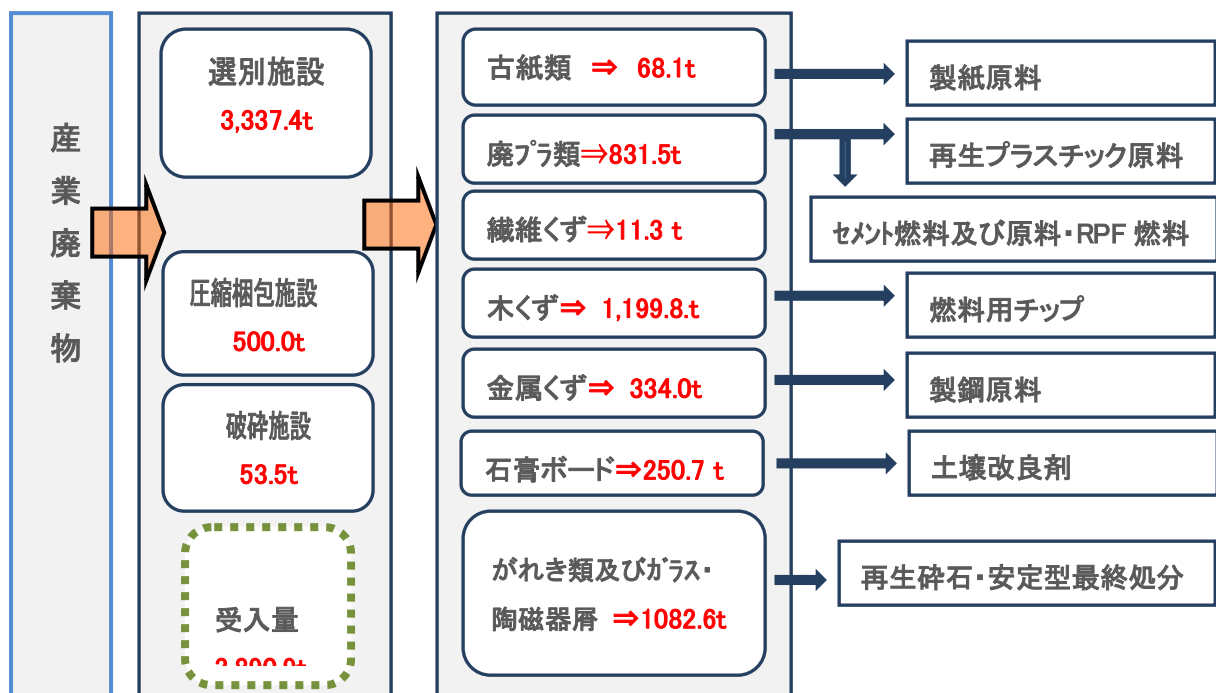 産業廃棄物
選別施設
3,337.4t
圧縮梱包施設
500.0t
破砕施設
53.5t
受入量
古紙類 ⇒ 68.1t
廃ﾌﾟﾗ類⇒831.5t
繊維くず⇒11.3 t
木くず⇒ 1,199.8.t
金属くず⇒ 334.0t
石膏ボード⇒250.7 t
がれき類及びｶﾞﾗｽ・
陶磁器屑 ⇒1082.6t
製紙原料
再生プラスチック原料
ｾﾒﾝﾄ燃料及び原料・RPF 燃料
燃料用チップ
製鋼原料
土壌改良剤
再生砕石・安定型最終処分